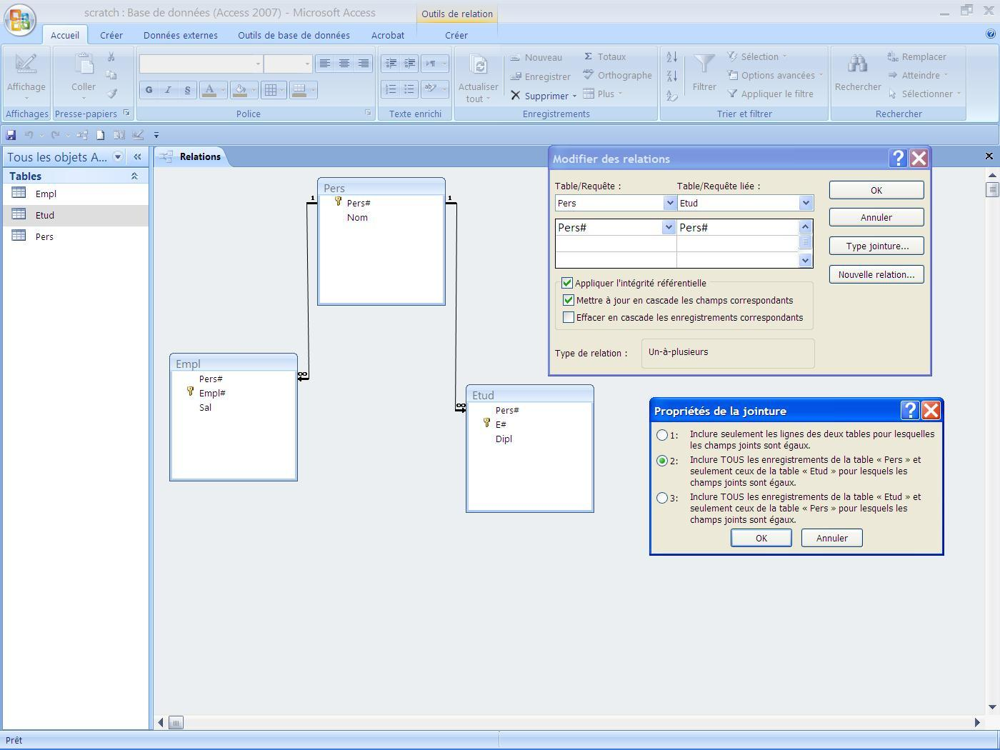 scratch : Base de données (Access 2007) - Microsoft Access
Outils de relation
Accueil
Créer
Données externes
Outils de base de données
Acrobat
Créer
Affichage
Affichages
Coller
Presse-papiers
G I S A
Police
Texte enrichi
Actualiser
tout
Nouveau
Enregistrer
Supprimer
Σ Totaux
Orthographe
Plus
Enregistrements
Filtrer
Sélection
Options avancées
Appliquer le filtre
Trier et filtrer
Rechercher
Remplacer
Atteindre
Sélectionner
Rechercher
Tous les objets A...
Tables
Empl
Etud
Pers
Relations
Pers
Pers#
Nom
1
1
Empl
Pers#
Empl#
Sal
∞
∞
Etud
Pers#
E#
Dipl
Modifier des relations
Table/Requête :
Table/Requête liée :
Pers
Etud
Pers#
Pers#
OK
Annuler
Type jointure...
Nouvelle relation...
Appliquer l'intégrité référentielle
Mettre à jour en cascade les champs correspondants
Effacer en cascade les enregistrements correspondants
Type de relation :
Un-à-plusieurs
Propriétés de la jointure
1: Inclure seulement les lignes des deux tables pour lesquelles
les champs joints sont égaux.
2: Inclure TOUS les enregistrements de la table « Pers » et
seulement ceux de la table « Etud » pour lesquels les
champs joints sont égaux.
3: Inclure TOUS les enregistrements de la table « Etud » et
seulement ceux de la table « Pers » pour lesquels les
champs joints sont égaux.
OK
Annuler
Prêt